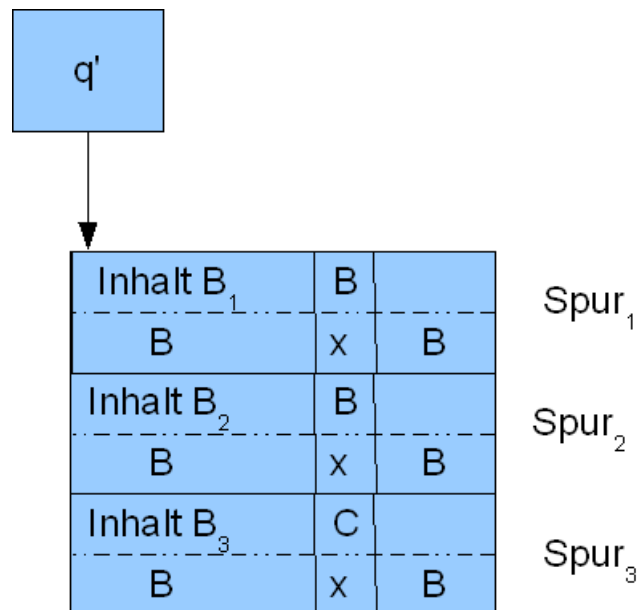 q'
Inhalt B₁ B
B x B
Spur₁
Inhalt B₂ B
B x B
Spur₂
Inhalt B₃ C
B x B
Spur₃